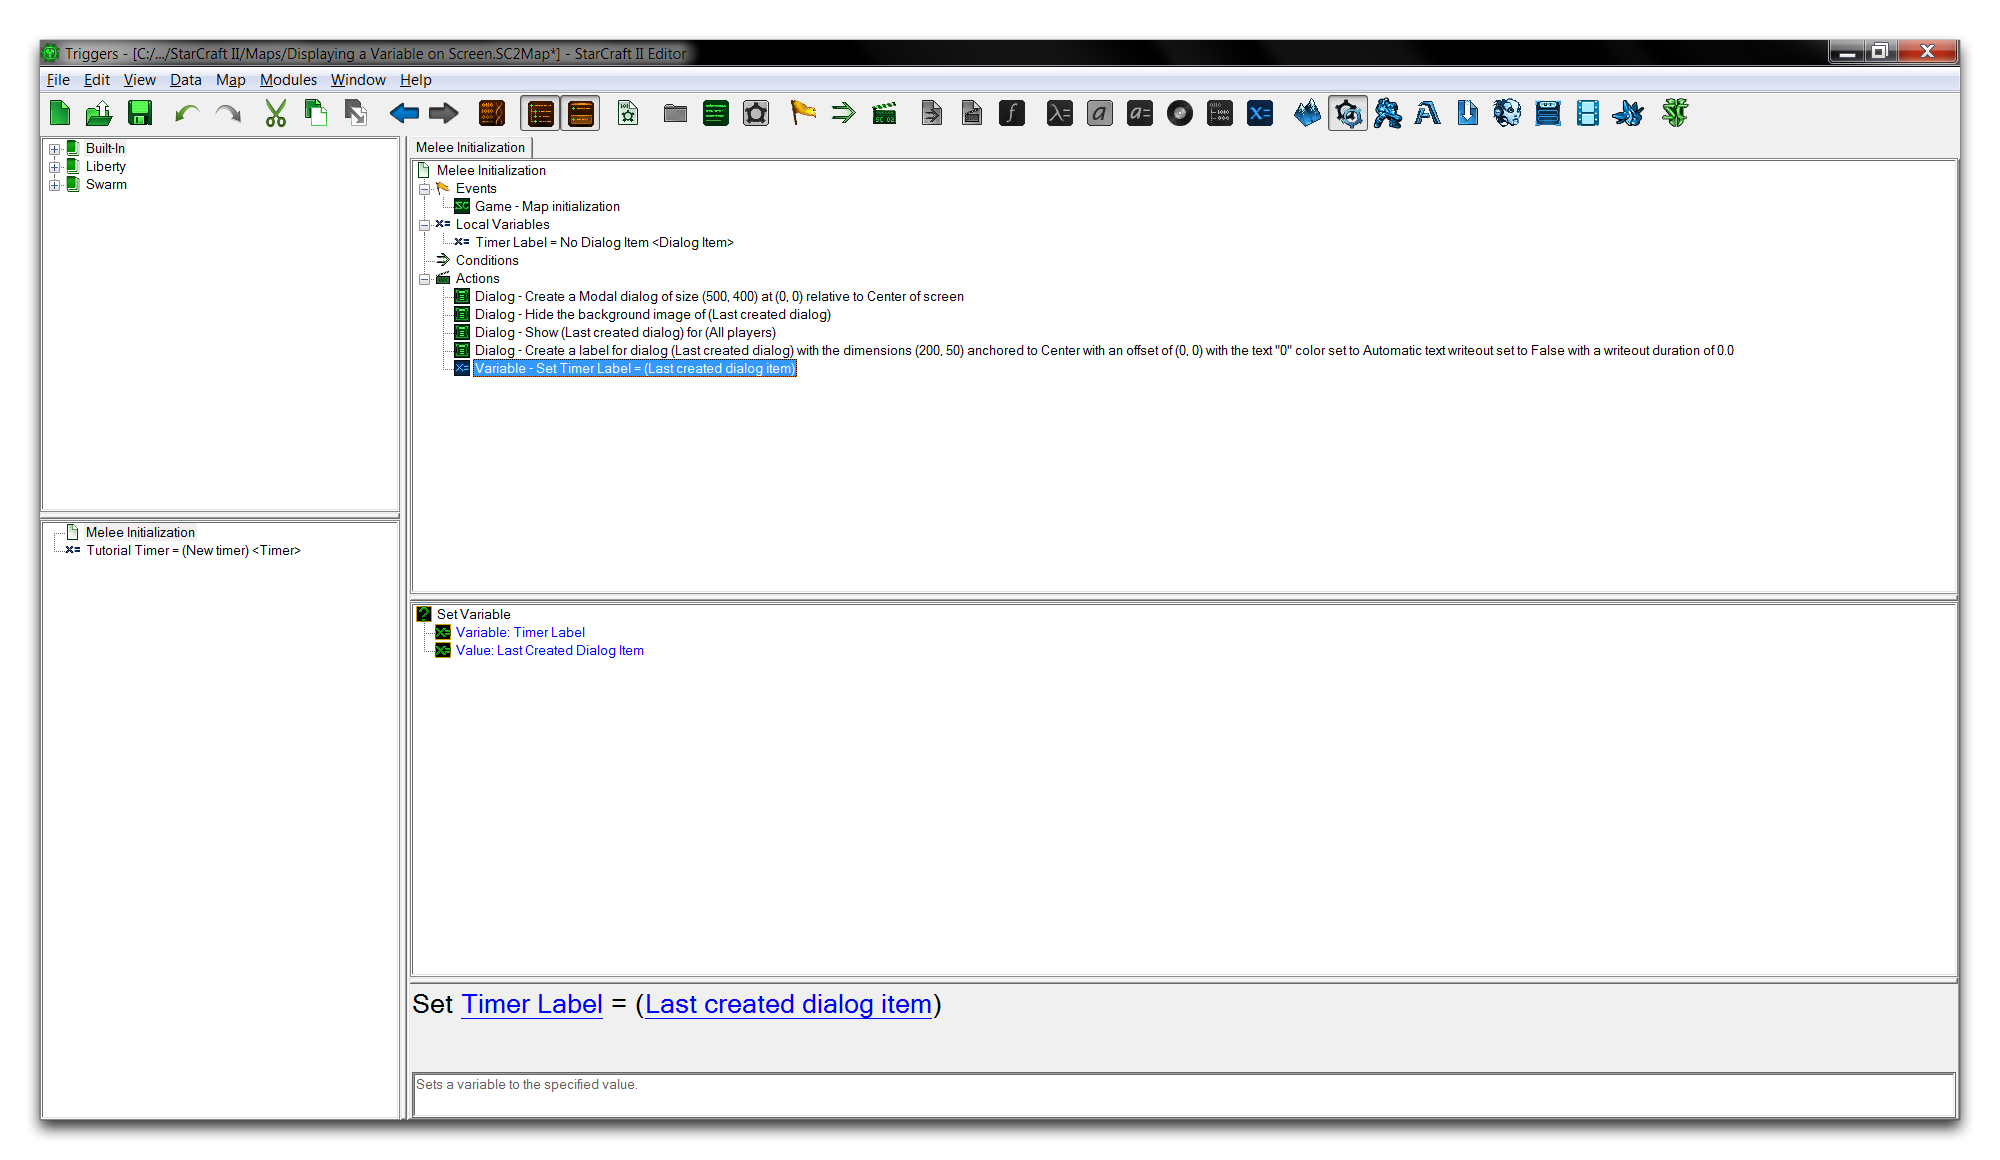 Triggers - [C:/.../StarCraft II/Maps/Displaying a Variable on Screen.SC2Map*] - StarCraft II Editor
File Edit View Data Map Modules Window Help
Built-In
Liberty
Swarm
Melee Initialization
Tutorial Timer = (New timer) <Timer>
Melee Initialization
Melee Initialization
Events
Game - Map initialization
Local Variables
Timer Label = No Dialog Item <Dialog Item>
Conditions
Actions
Dialog - Create a Modal dialog of size (500, 400) at (0, 0) relative to Center of screen
Dialog - Hide the background image of (Last created dialog)
Dialog - Show (Last created dialog) for (All players)
Dialog - Create a label for dialog (Last created dialog) with the dimensions (200, 50) anchored to Center with an offset of (0, 0) with the text "0" color set to Automatic text writeout set to False with a writeout duration of 0.0
Variable - Set Timer Label = (Last created dialog item)
Set Variable
Variable: Timer Label
Value: Last Created Dialog Item
Set Timer Label = (Last created dialog item)
Sets a variable to the specified value.